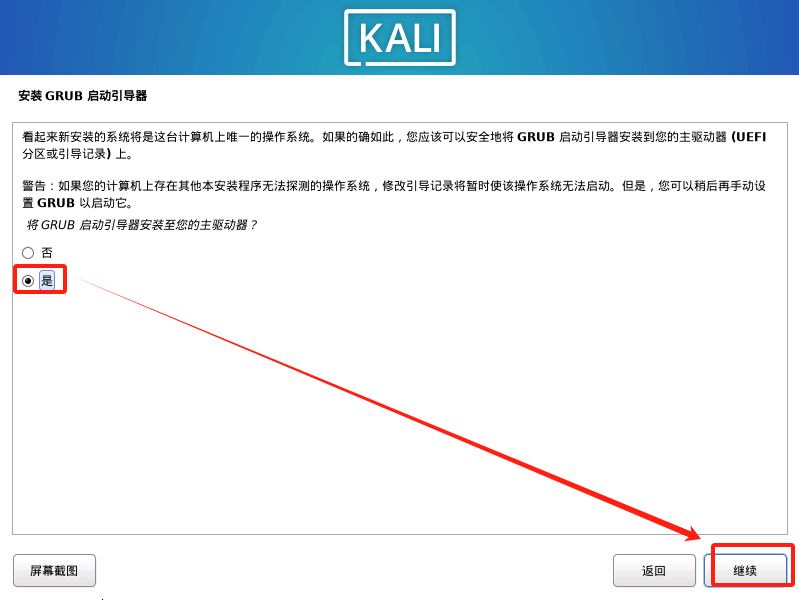 KALI
安装 GRUB 启动引导器
看起来新安装的系统将是这台计算机上唯一的操作系统。如果的确如此，您应该可以安全地将 GRUB 启动引导器安装到您的主驱动器 (UEFI
分区或引导记录) 上。
警告：如果您的计算机上存在其他本安装程序无法探测的操作系统，修改引导记录将暂时使该操作系统无法启动。但是，您可以稍后再手动设
置 GRUB 以启动它。
将 GRUB 启动引导器安装至您的主驱动器？
否
是
屏幕截图
返回
继续